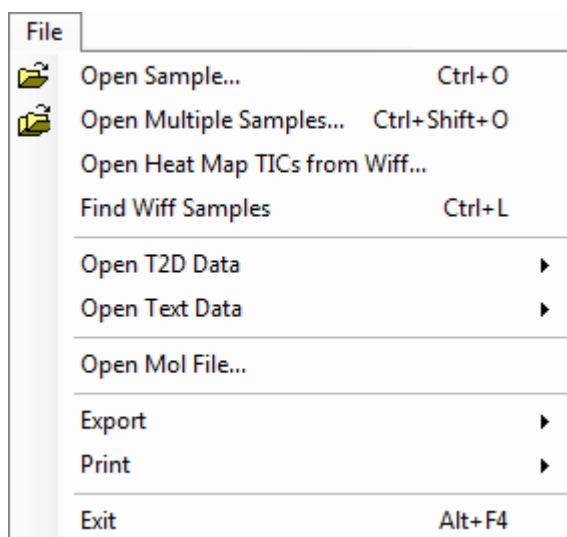 File
Open Sample... Ctrl+O
Open Multiple Samples... Ctrl+Shift+O
Open Heat Map TICs from Wiff...
Find Wiff Samples Ctrl+L
Open T2D Data
Open Text Data
Open Mol File...
Export
Print
Exit Alt+F4